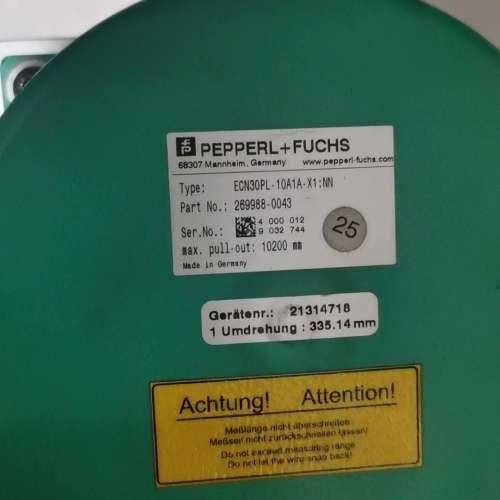 PEPPERL+FUCHS
68307 Mannheim, Germany www.pepperl-fuchs.com
Type: ECN30PL-10A1A-X1;NN
Part No.: 269988-0043
Ser.No.: 4 000 012
9 032 744
25
max. pull-out: 10200 mm
Made in Germany
Gerätenr.: 21314718
1 Umdrehung : 335.14 mm
Achtung! Attention!
Meßlänge nicht überschreiten
Messeil nicht zurückschnellen lassen!
Do not exceed measuring range
Do not let the wire snap back!